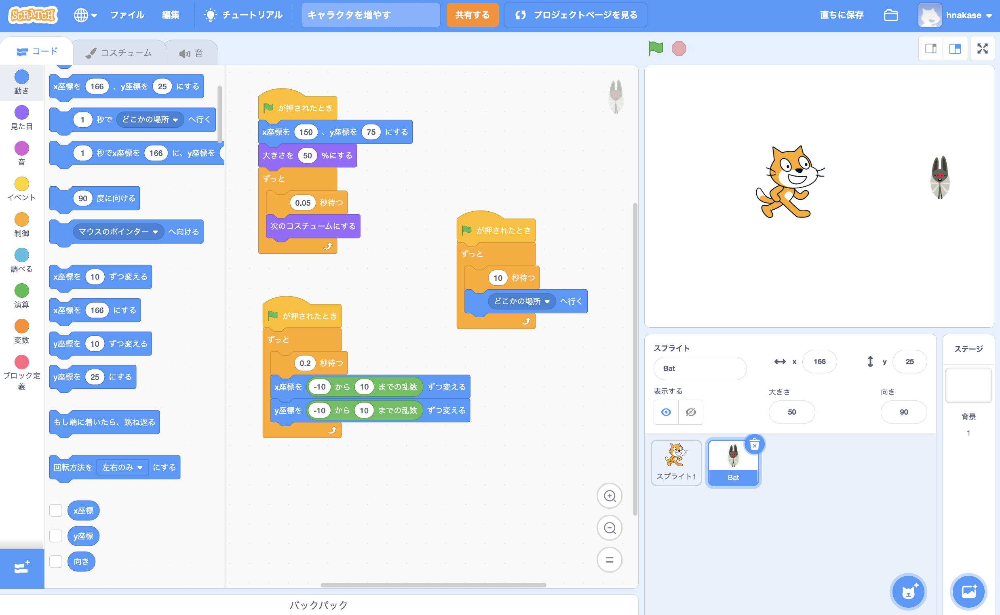 SCRATCH
ファイル
編集
チュートリアル
キャラクタを増やす
共有する
プロジェクトページを見る
直ちに保存
hnakase
コード
コスチューム
音
動き
見た目
音
イベント
制御
調べる
演算
変数
ブロック定
義
x座標を 166 、y座標を 25 にする
1 秒で どこかの場所 へ行く
1 秒でx座標を 166 に、y座標を
90 度に向ける
マウスのポインター へ向ける
x座標を 10 ずつ変える
x座標を 166 にする
y座標を 10 ずつ変える
y座標を 25 にする
もし端に着いたら、跳ね返る
回転方法を 左右のみ にする
x座標
y座標
向き
が押されたとき
x座標を 150 、y座標を 75 にする
大きさを 50 %にする
ずっと
0.05 秒待つ
次のコスチュームにする
が押されたとき
ずっと
10 秒待つ
どこかの場所 へ行く
が押されたとき
ずっと
0.2 秒待つ
x座標を -10 から 10 までの乱数 ずつ変える
y座標を -10 から 10 までの乱数 ずつ変える
バックパック
スプライト
Bat
x 166
y 25
表示する
大きさ
50
向き
90
スプライト1
Bat
ステージ
背景
1